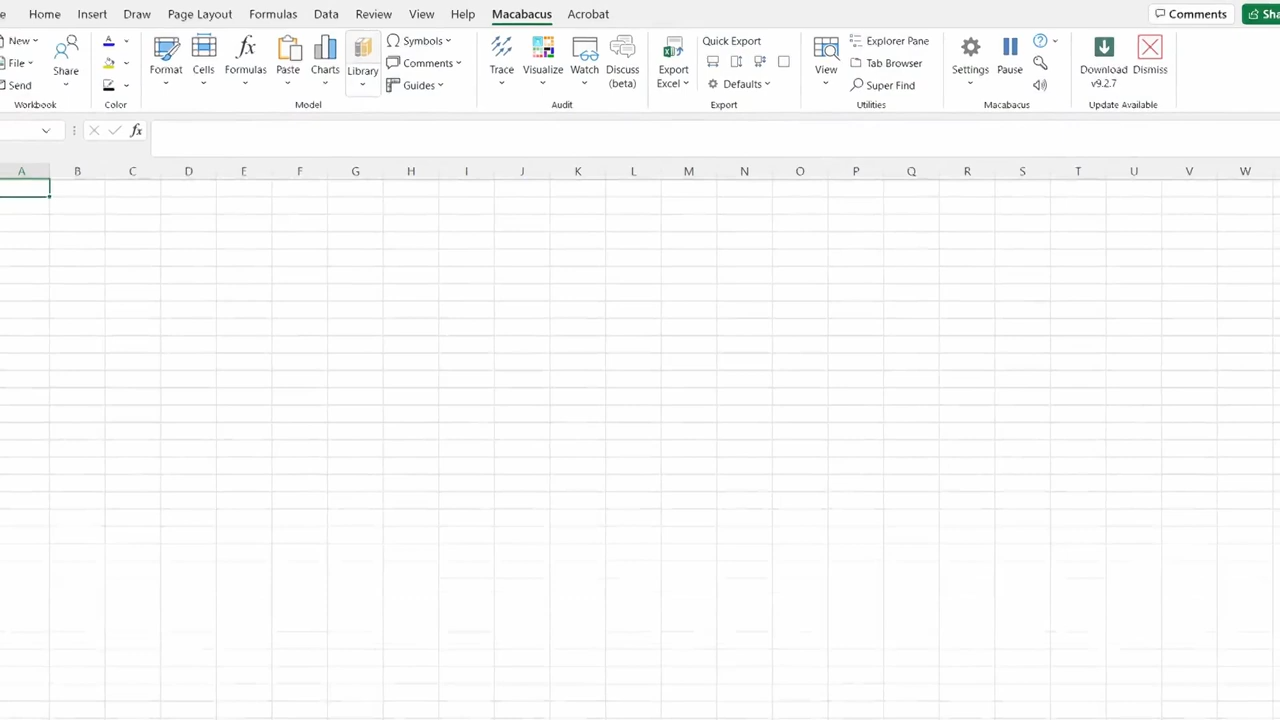 Home Insert Draw Page Layout Formulas Data Review View Help Macabacus Acrobat Comments
New
File
Send
Workbook
Share
Color
Format
Cells
Formulas
Paste
Charts
Library
Symbols
Comments
Guides
Model
Trace
Visualize
Watch
Discuss
(beta)
Audit
Export
Excel
Quick Export
Defaults
Export
View
Explorer Pane
Tab Browser
Super Find
Utilities
Settings
Pause
Macabacus
Download
v9.2.7
Dismiss
Update Available
fx
A B C D E F G H I J K L M N O P Q R S T U V W